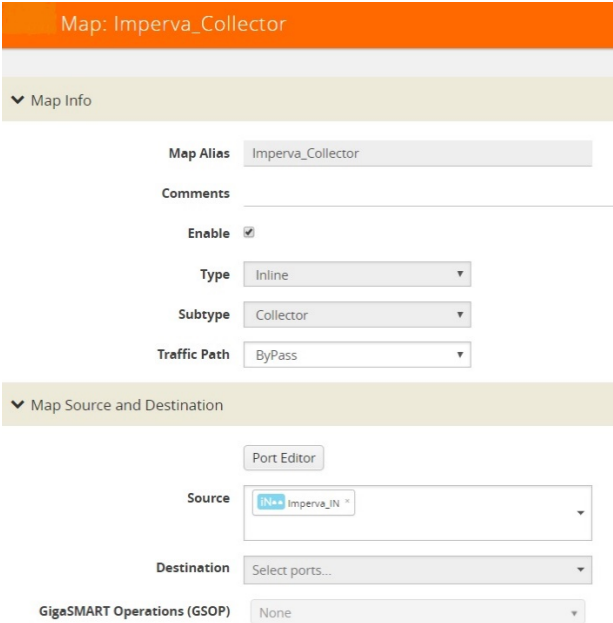 Map: Imperva_Collector
Map Info
Map Alias Imperva_Collector
Comments
Enable
Type Inline
Subtype Collector
Traffic Path ByPass
Map Source and Destination
Port Editor
Source iN Imperva_IN ×
Destination Select ports...
GigaSMART Operations (GSOP) None